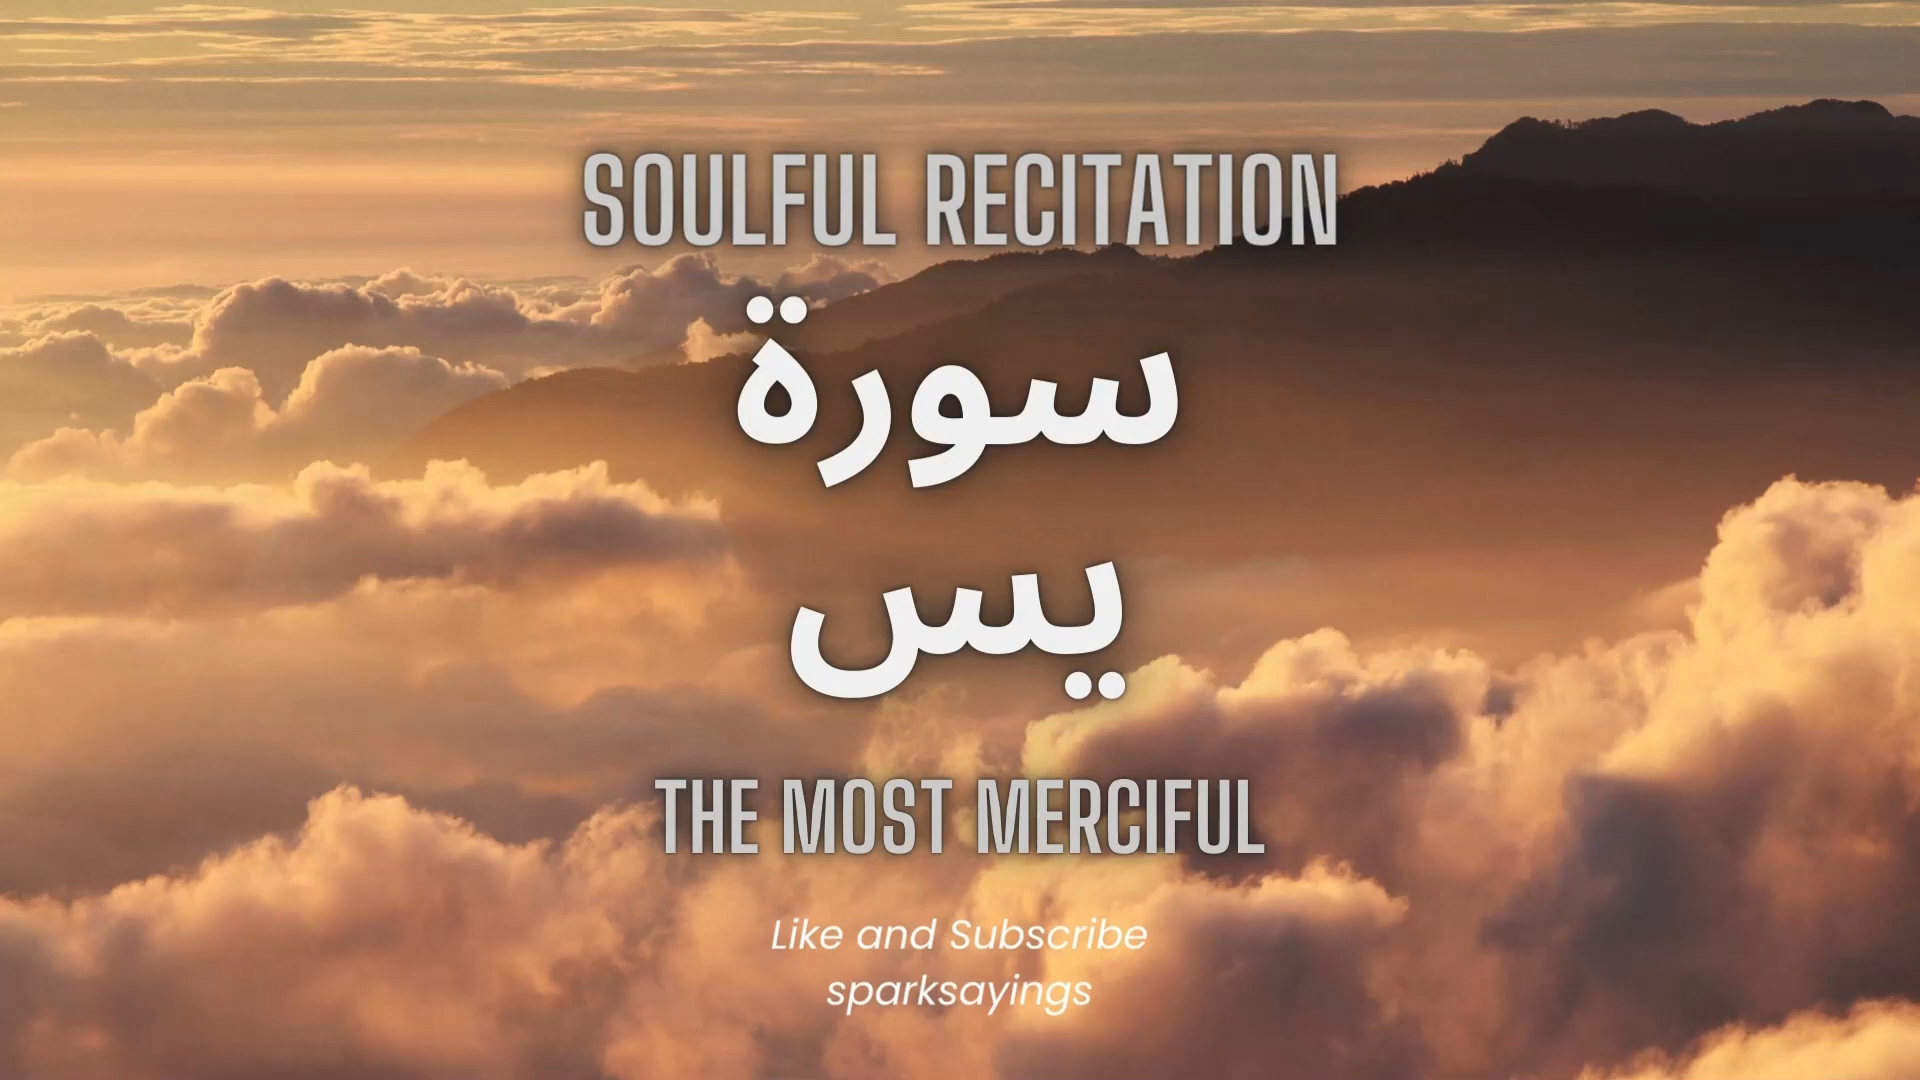 SOULFUL RECITATION
سورة
يس
THE MOST MERCIFUL
Like and Subscribe
sparksayings